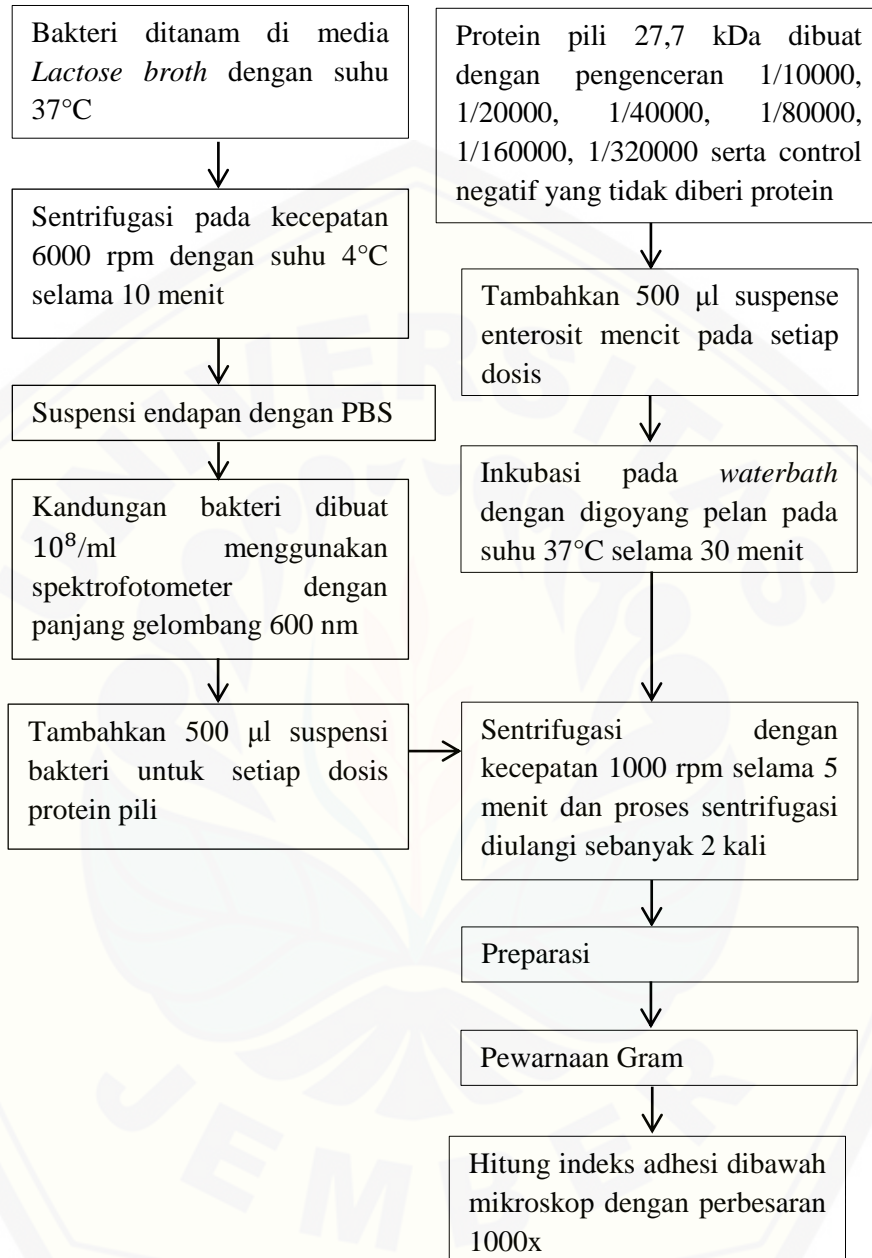 Bakteri ditanam di media
Lactose broth dengan suhu
37°C
Sentrifugasi pada kecepatan
6000 rpm dengan suhu 4°C
selama 10 menit
Suspensi endapan dengan PBS
Kandungan bakteri dibuat
10⁸/ml menggunakan
spektrofotometer dengan
panjang gelombang 600 nm
Tambahkan 500 µl suspensi
bakteri untuk setiap dosis
protein pili
Protein pili 27,7 kDa dibuat
dengan pengenceran 1/10000,
1/20000, 1/40000, 1/80000,
1/160000, 1/320000 serta control
negatif yang tidak diberi protein
Tambahkan 500 µl suspense
enterosit mencit pada setiap
dosis
Inkubasi pada waterbath
dengan digoyang pelan pada
suhu 37°C selama 30 menit
Sentrifugasi dengan
kecepatan 1000 rpm selama 5
menit dan proses sentrifugasi
diulangi sebanyak 2 kali
Preparasi
Pewarnaan Gram
Hitung indeks adhesi dibawah
mikroskop dengan perbesaran
1000x
UNIVERSITAS
JEMBER